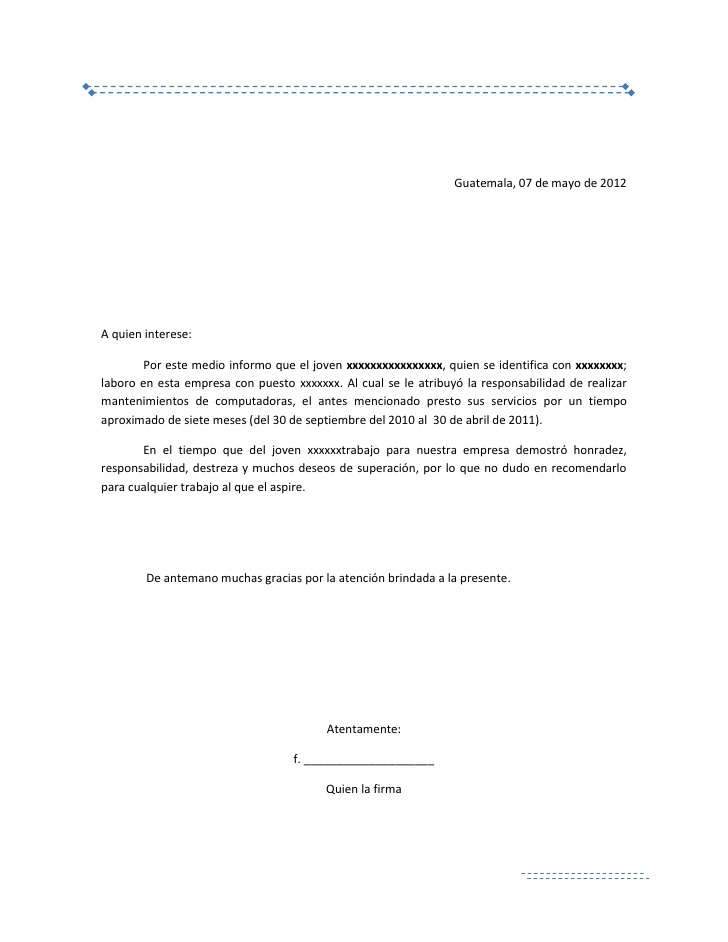 Guatemala, 07 de mayo de 2012
A quien interese:
Por este medio informo que el joven xxxxxxxxxxxxxxxx, quien se identifica con xxxxxxxx;
laboro en esta empresa con puesto xxxxxxx. Al cual se le atribuyó la responsabilidad de realizar
mantenimientos de computadoras, el antes mencionado presto sus servicios por un tiempo
aproximado de siete meses (del 30 de septiembre del 2010 al 30 de abril de 2011).
En el tiempo que del joven xxxxxxtrabajo para nuestra empresa demostró honradez,
responsabilidad, destreza y muchos deseos de superación, por lo que no dudo en recomendarlo
para cualquier trabajo al que el aspire.
De antemano muchas gracias por la atención brindada a la presente.
Atentamente:
f. ____________________
Quien la firma